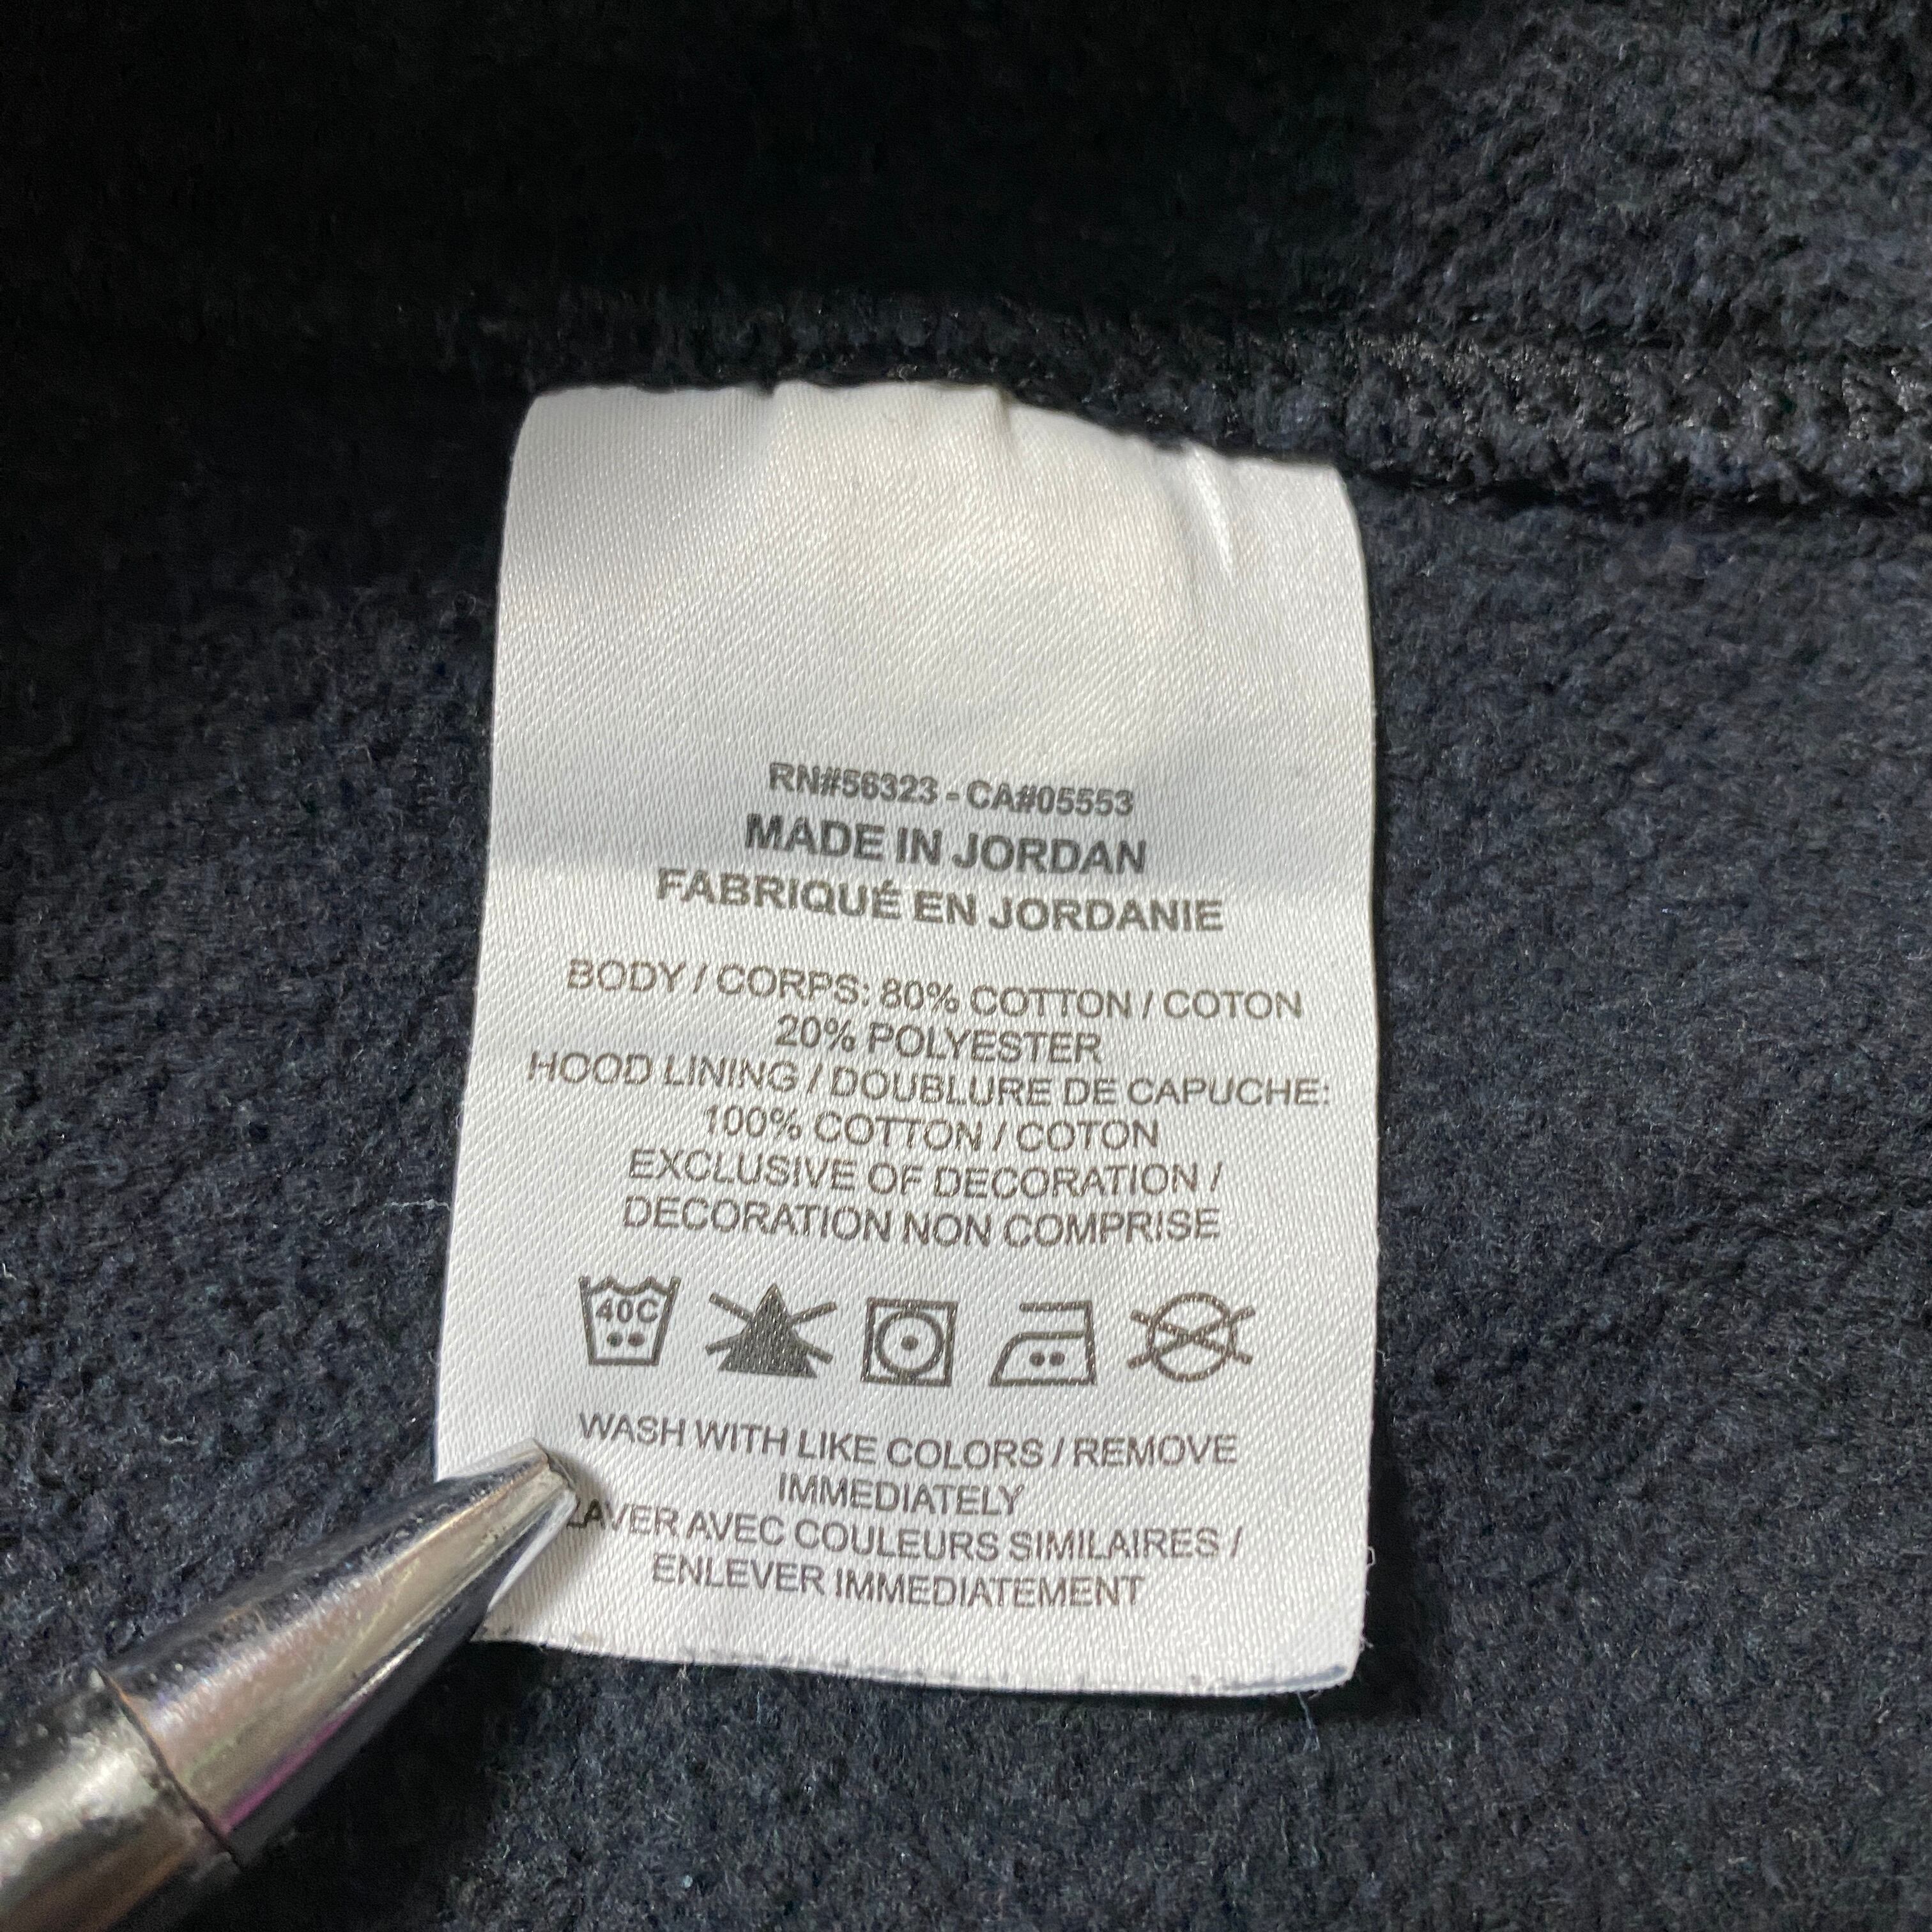 RN#56323 - CA#05553
MADE IN JORDAN
FABRIQUÉ EN JORDANIE
BODY / CORPS: 80% COTTON / COTON
20% POLYESTER
HOOD LINING / DOUBLURE DE CAPUCHE:
100% COTTON / COTON
EXCLUSIVE OF DECORATION /
DECORATION NON COMPRISE
40C
WASH WITH LIKE COLORS / REMOVE
IMMEDIATELY
LAVER AVEC COULEURS SIMILAIRES /
ENLEVER IMMEDIATEMENT